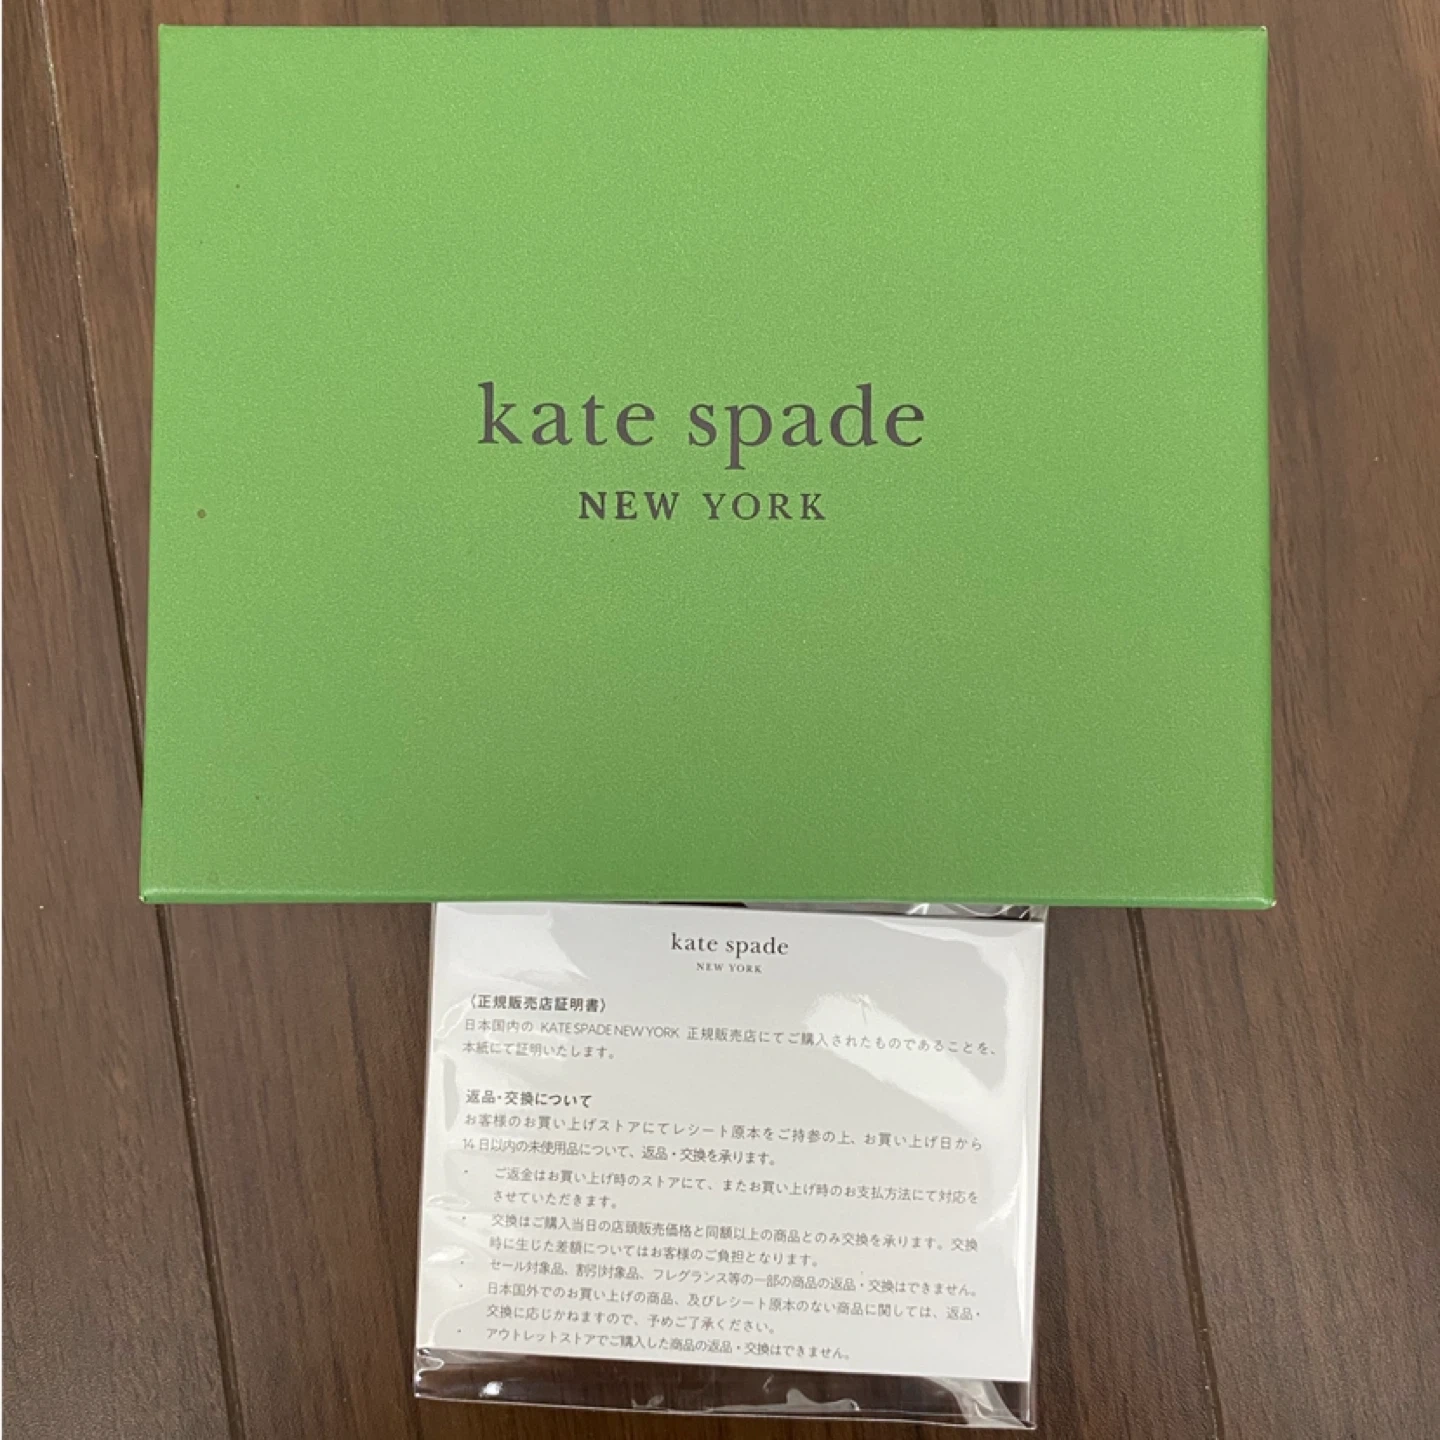 kate spade
NEW YORK
kate spade
NEW YORK
〈正規販売店証明書〉
日本国内の KATE SPADE NEW YORK 正規販売店にてご購入されたものであることを、
本紙にて証明いたします。
返品・交換について
お客様のお買い上げストアにてレシート原本をご持参の上、お買い上げ日から
14日以内の未使用品について、返品・交換を承ります。
・ ご返金はお買い上げ時のストアにて、またお買い上げ時のお支払方法にて対応を
させていただきます。
・ 交換はご購入当日の店頭販売価格と同額以上の商品とのみ交換を承ります。交換
時に生じた差額についてはお客様のご負担となります。
・ セール対象品、割引対象品、フレグランス等の一部の商品の返品・交換はできません。
・ 日本国外でのお買い上げの商品、及びレシート原本のない商品に関しては、返品・
交換に応じかねますので、予めご了承ください。
・ アウトレットストアでご購入した商品の返品・交換はできません。